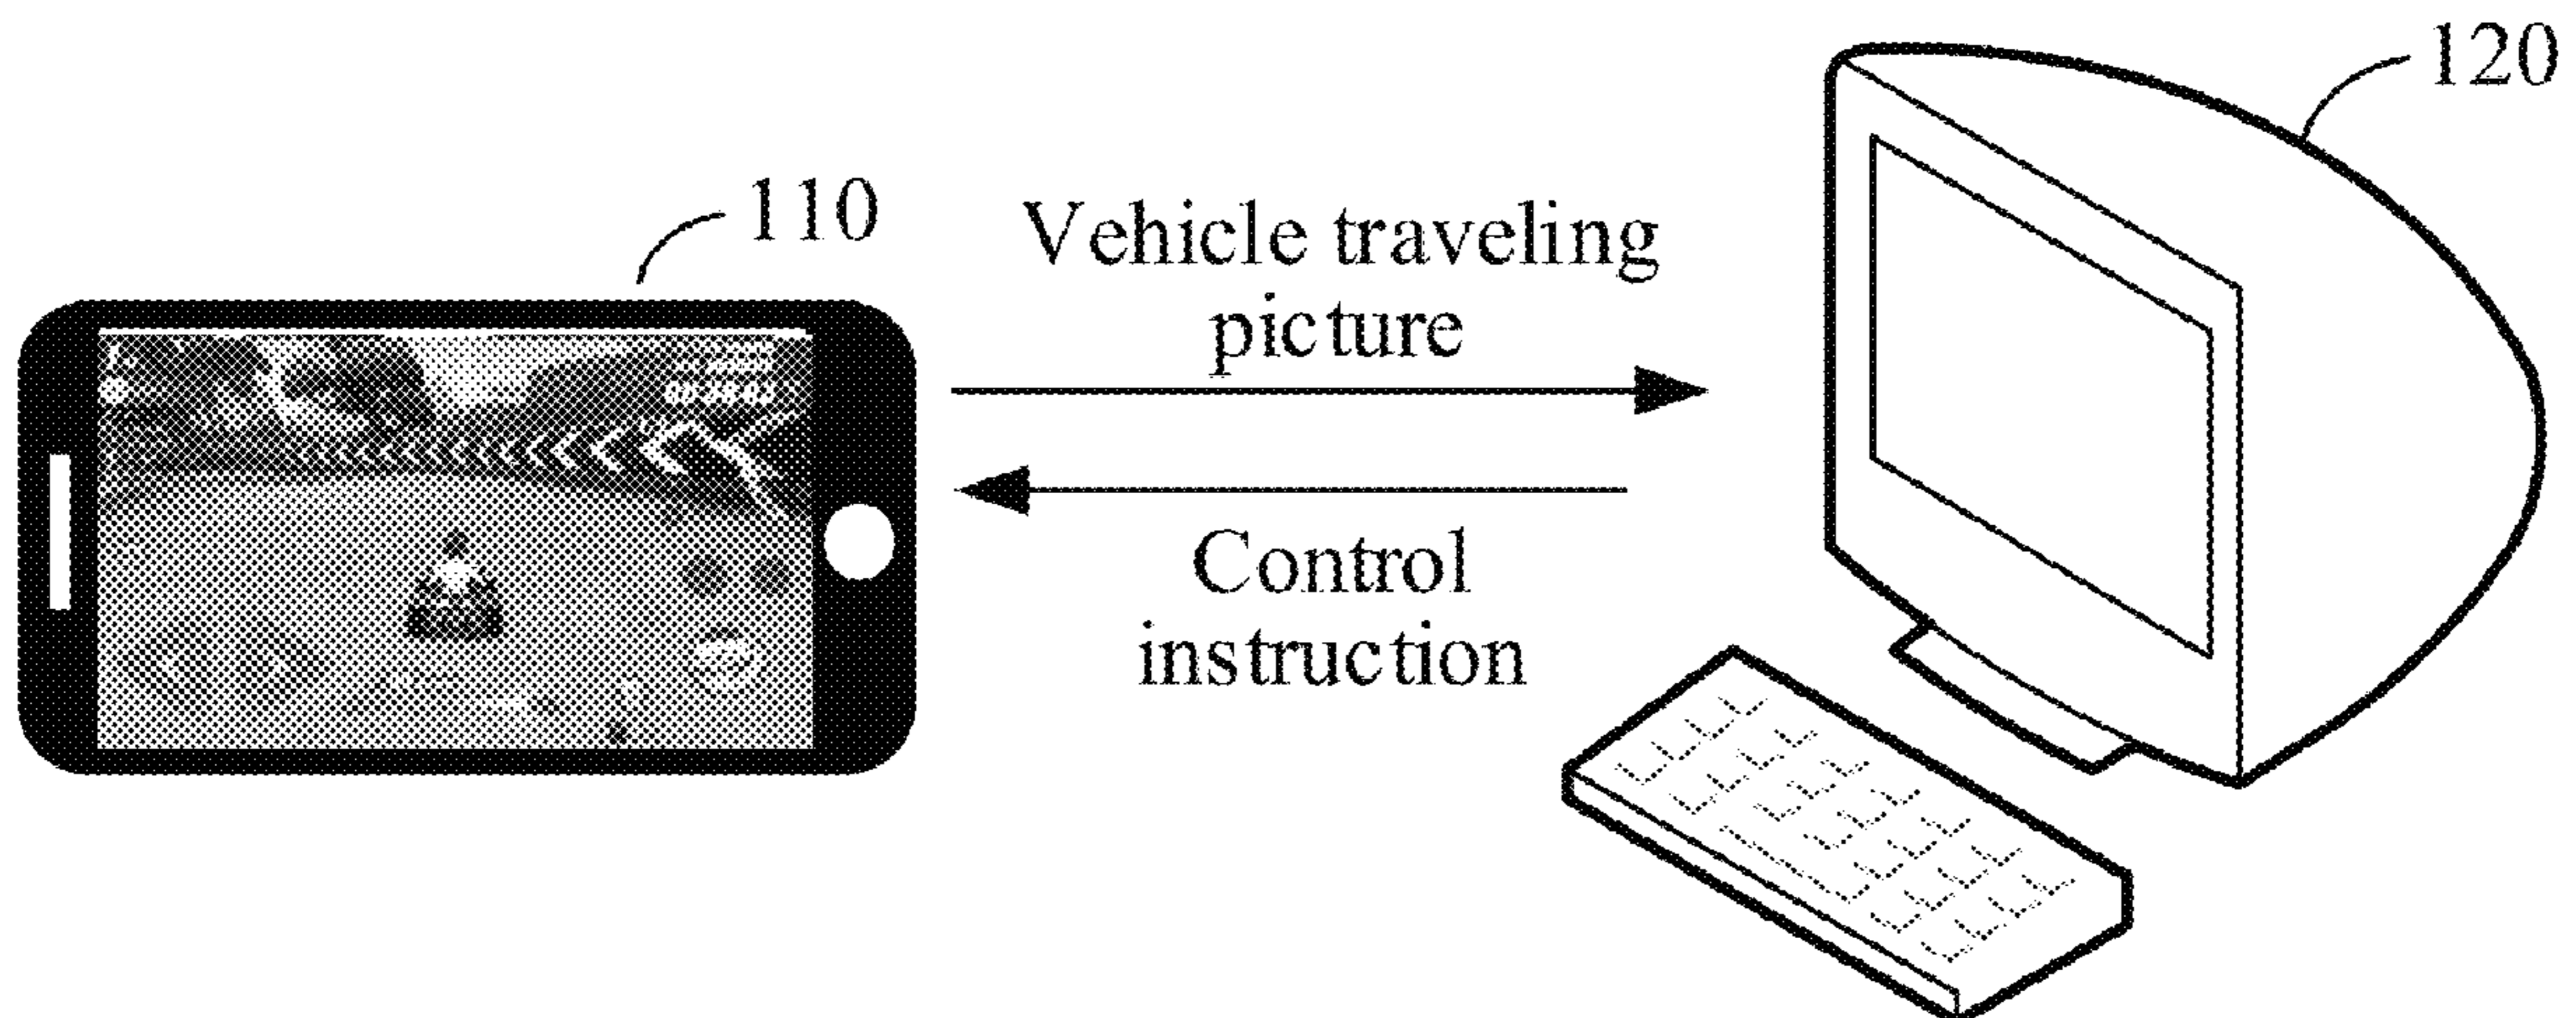 120
110
Vehicle traveling
picture
Control
instruction